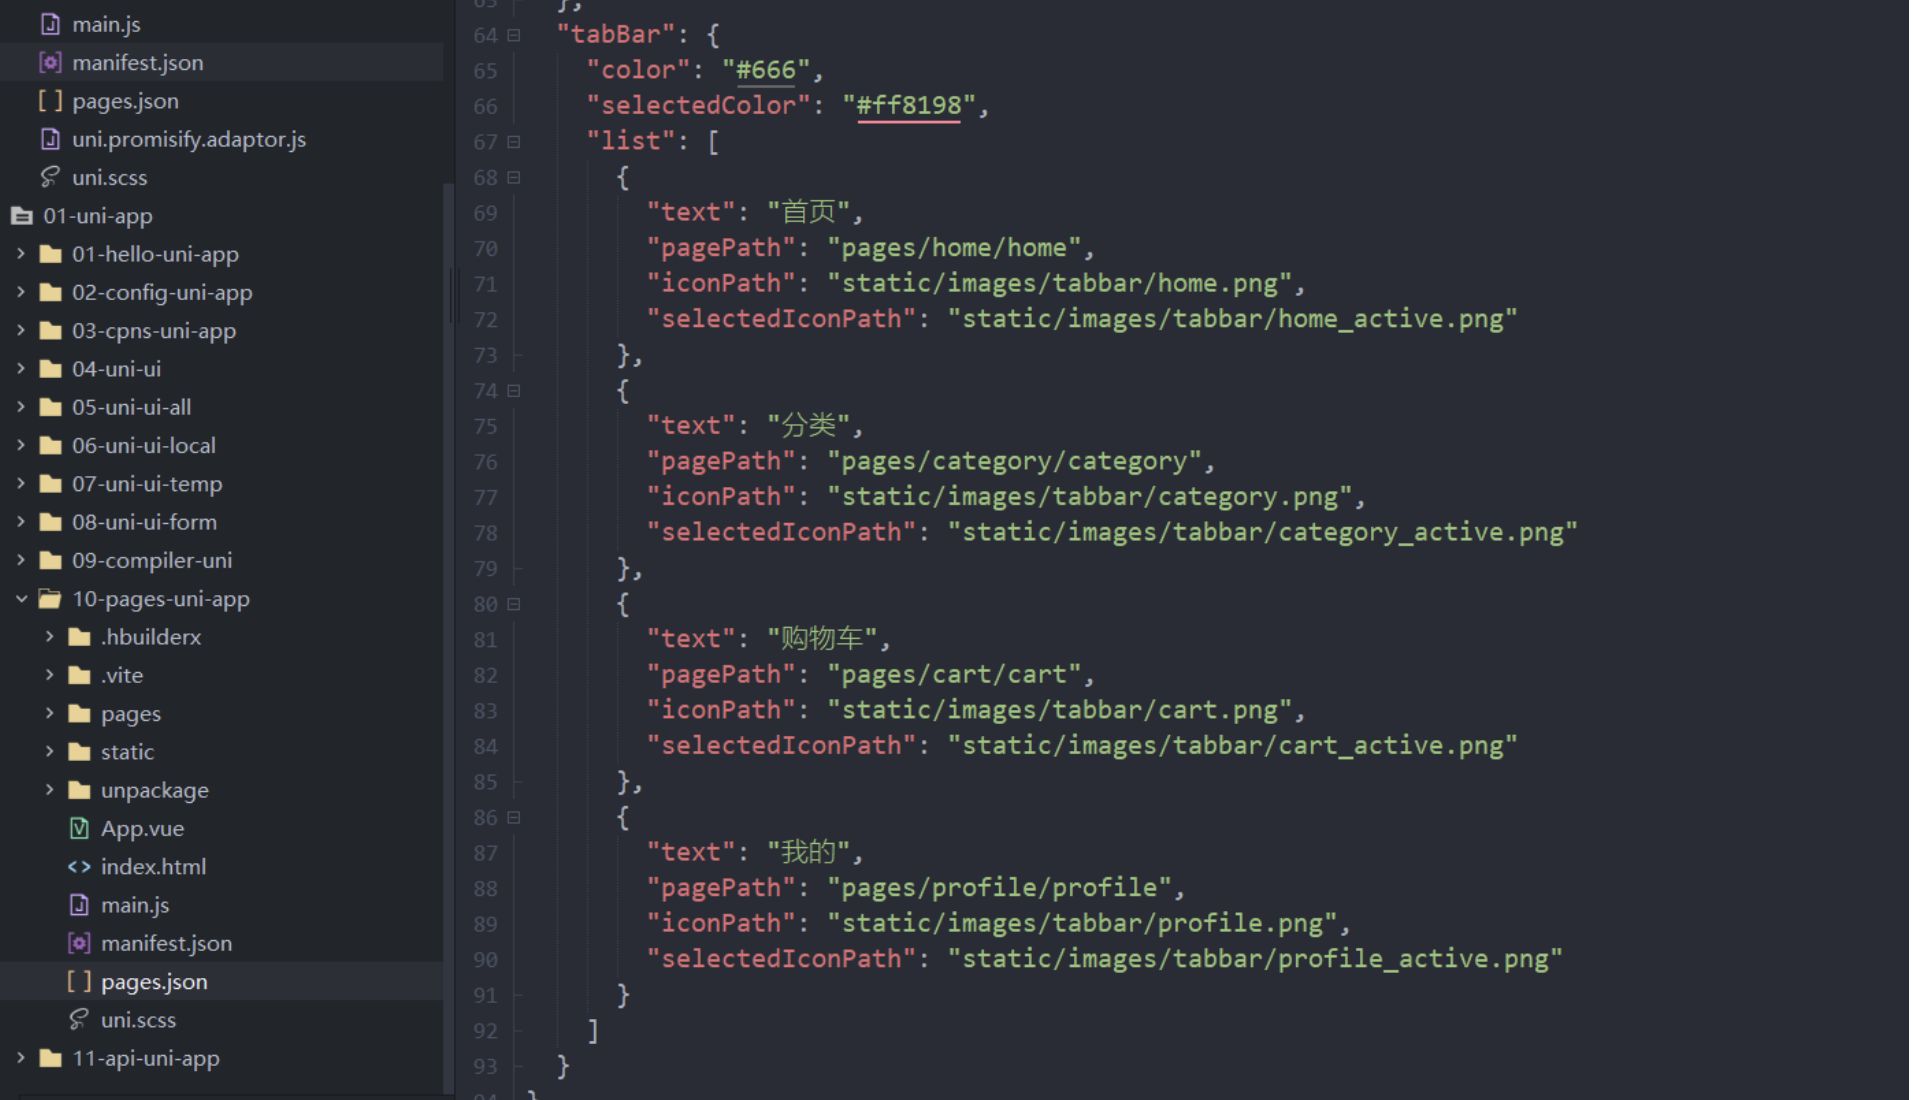 main.js
manifest.json
pages.json
uni.promisify.adaptor.js
uni.scss
01-uni-app
01-hello-uni-app
02-config-uni-app
03-cpns-uni-app
04-uni-ui
05-uni-ui-all
06-uni-ui-local
07-uni-ui-temp
08-uni-ui-form
09-compiler-uni
10-pages-uni-app
.hbuilderx
.vite
pages
static
unpackage
App.vue
index.html
main.js
manifest.json
pages.json
uni.scss
11-api-uni-app
63 },
64 "tabBar": {
65 "color": "#666",
66 "selectedColor": "#ff8198",
67 "list": [
68 {
69 "text": "首页",
70 "pagePath": "pages/home/home",
71 "iconPath": "static/images/tabbar/home.png",
72 "selectedIconPath": "static/images/tabbar/home_active.png"
73 },
74 {
75 "text": "分类",
76 "pagePath": "pages/category/category",
77 "iconPath": "static/images/tabbar/category.png",
78 "selectedIconPath": "static/images/tabbar/category_active.png"
79 },
80 {
81 "text": "购物车",
82 "pagePath": "pages/cart/cart",
83 "iconPath": "static/images/tabbar/cart.png",
84 "selectedIconPath": "static/images/tabbar/cart_active.png"
85 },
86 {
87 "text": "我的",
88 "pagePath": "pages/profile/profile",
89 "iconPath": "static/images/tabbar/profile.png",
90 "selectedIconPath": "static/images/tabbar/profile_active.png"
91 }
92 ]
93 }
94 }